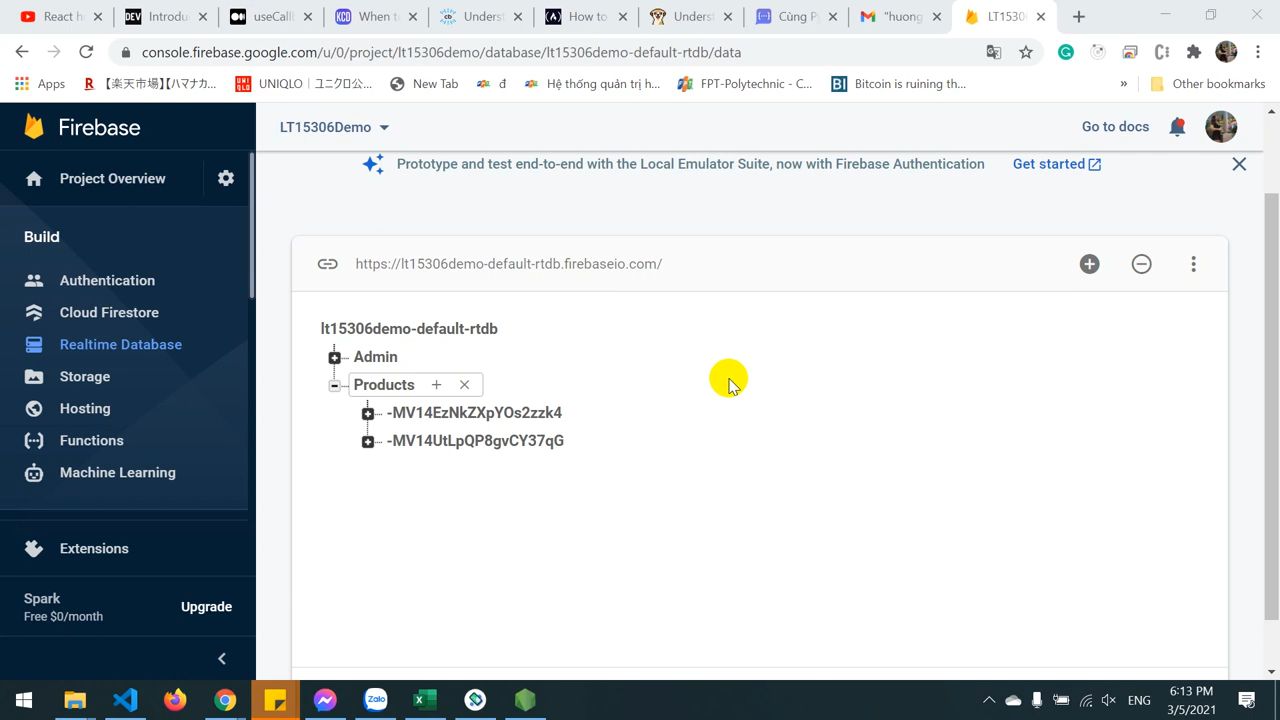 React h
Introdu
useCall
When to
Underst
How to
Underst
Cùng P
"huong
LT1530
console.firebase.google.com/u/0/project/lt15306demo/database/lt15306demo-default-rtdb/data
Apps
【楽天市場】【ハマナカ...
UNIQLO｜ユニクロ公...
New Tab
đ
Hệ thống quản trị h...
FPT-Polytechnic - C...
Bitcoin is ruining th...
»
Other bookmarks
Firebase
LT15306Demo
Go to docs
Project Overview
Prototype and test end-to-end with the Local Emulator Suite, now with Firebase Authentication
Get started
Build
Authentication
Cloud Firestore
Realtime Database
Storage
Hosting
Functions
Machine Learning
Extensions
Spark
Free $0/month
Upgrade
https://lt15306demo-default-rtdb.firebaseio.com/
lt15306demo-default-rtdb
Admin
Products
-MV14EzNkZXpYOs2zzk4
-MV14UtLpQP8gvCY37qG
Zalo
ENG
6:13 PM
3/5/2021